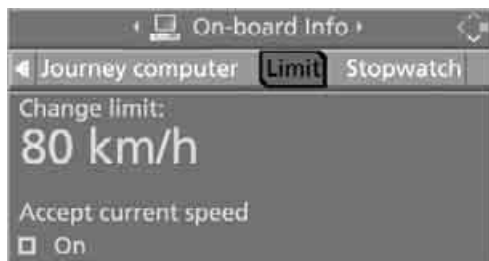 On-board Info
Journey computer Limit Stopwatch
Change limit:
80 km/h
Accept current speed
On